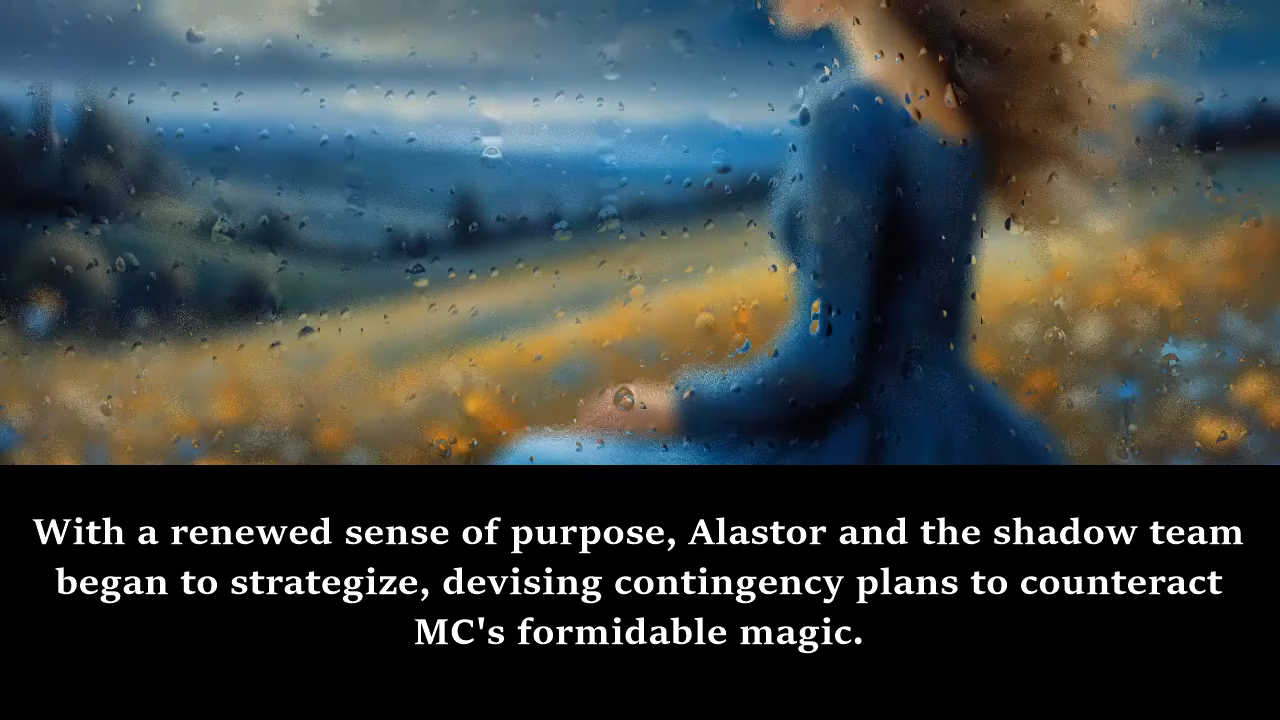 With a renewed sense of purpose, Alastor and the shadow team
began to strategize, devising contingency plans to counteract
MC's formidable magic.